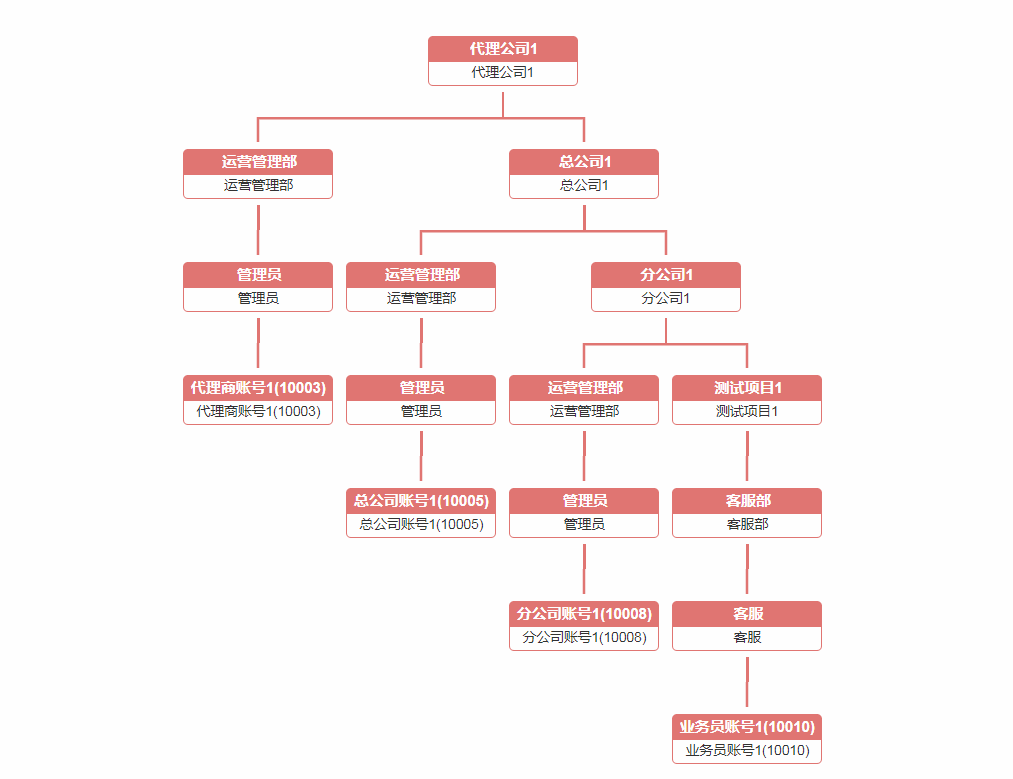 代理公司1
代理公司1
运营管理部
运营管理部
总公司1
总公司1
管理员
管理员
运营管理部
运营管理部
分公司1
分公司1
代理商账号1(10003)
代理商账号1(10003)
管理员
管理员
运营管理部
运营管理部
测试项目1
测试项目1
总公司账号1(10005)
总公司账号1(10005)
管理员
管理员
客服部
客服部
分公司账号1(10008)
分公司账号1(10008)
客服
客服
业务员账号1(10010)
业务员账号1(10010)